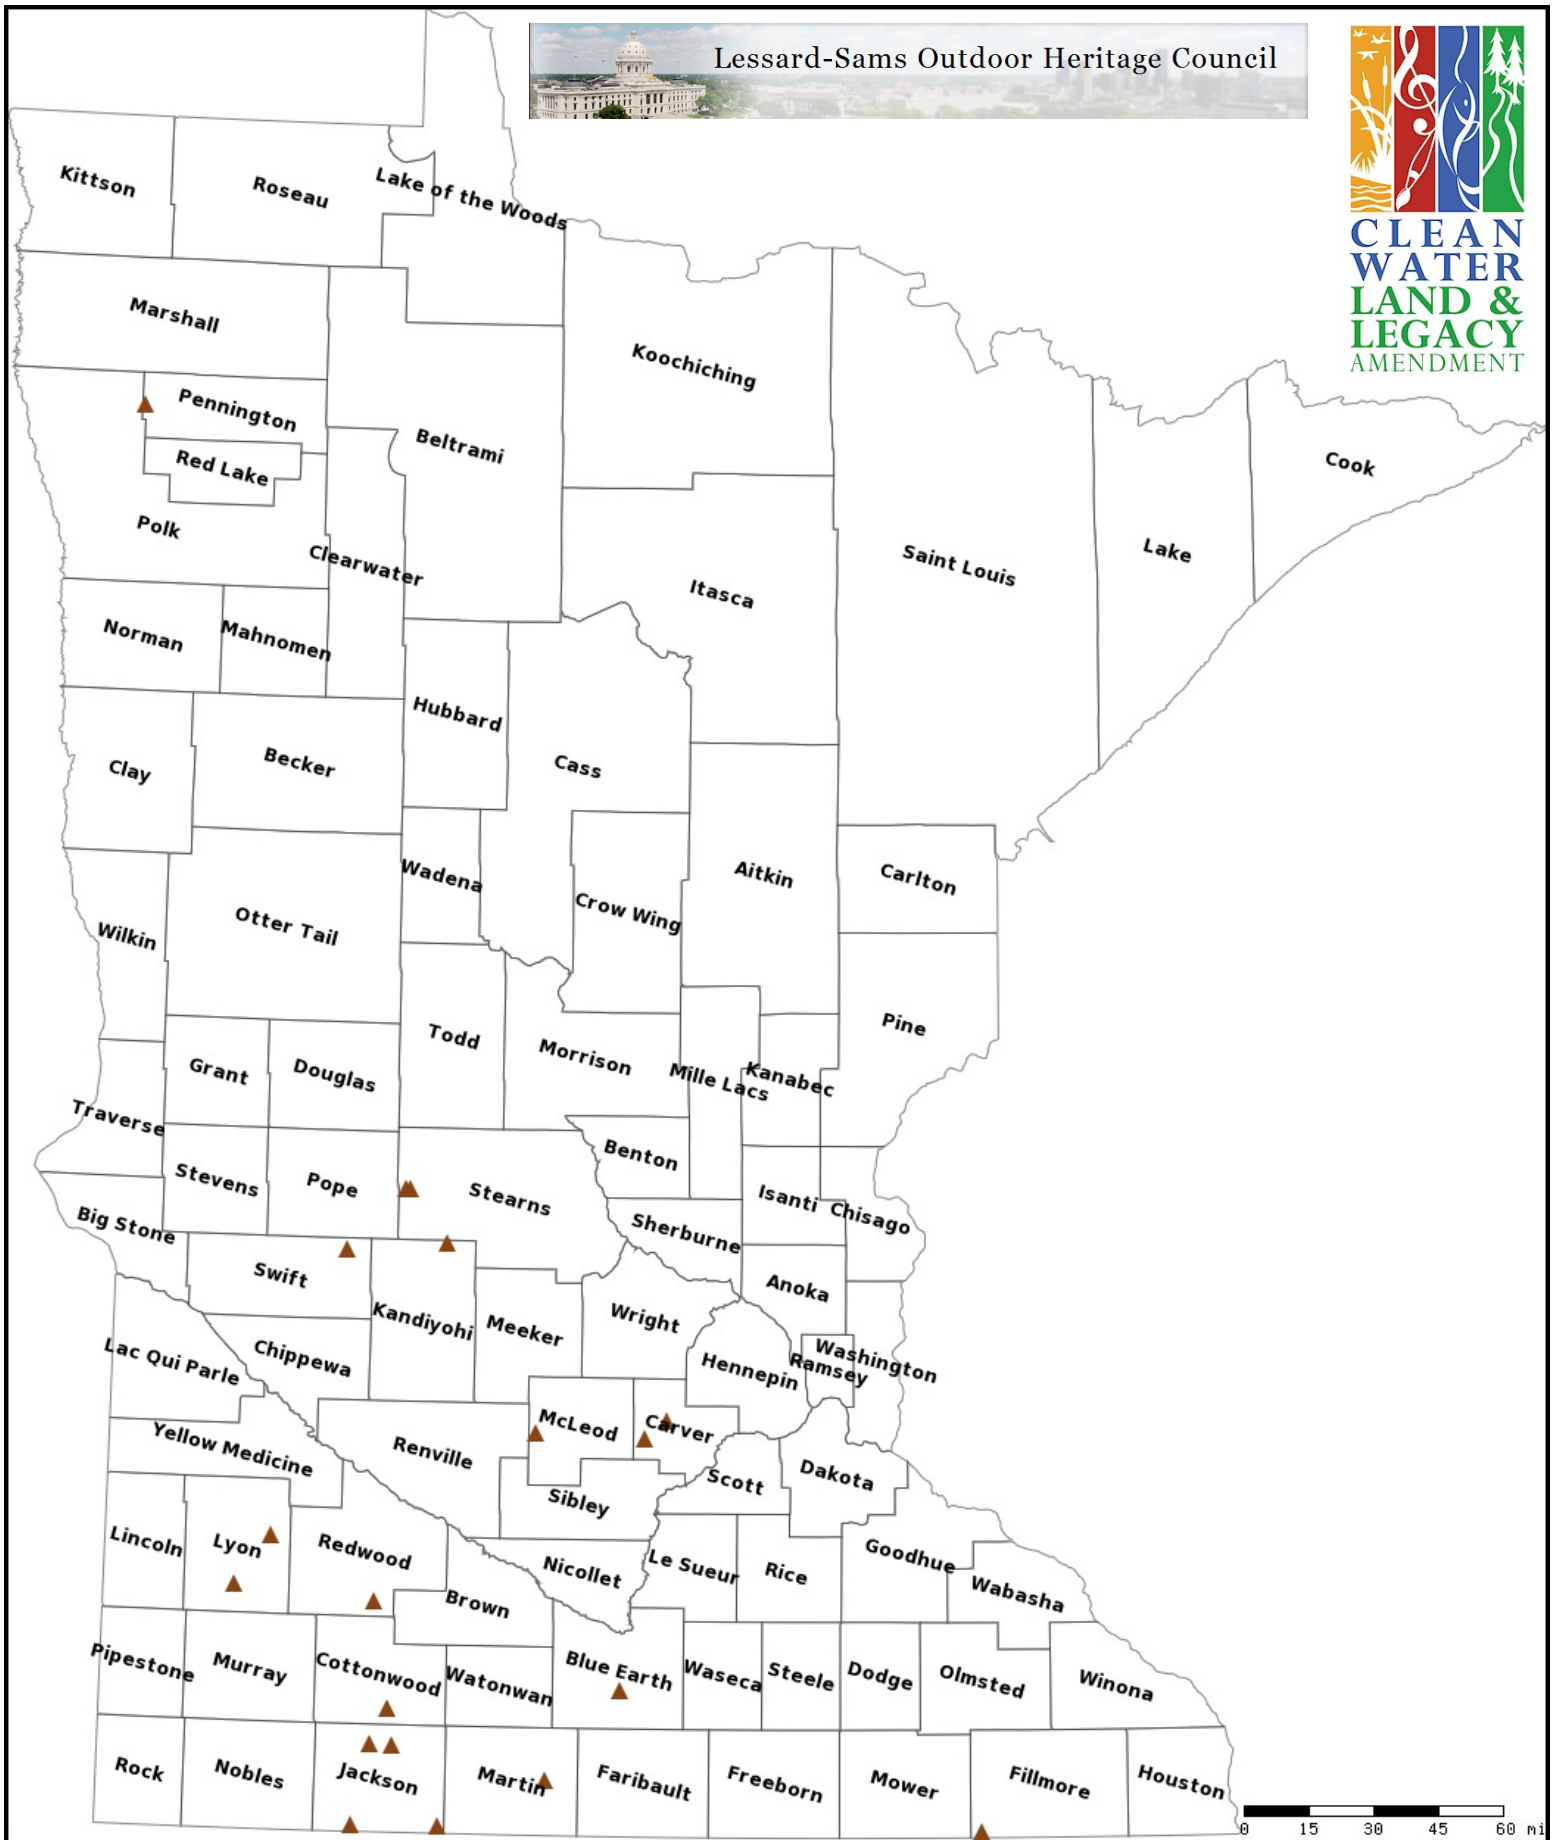 Lessard-Sams Outdoor Heritage Council
CLEAN
WATER
LAND &
LEGACY
AMENDMENT
Kittson
Roseau
Lake of the Woods
Marshall
Koochiching
Pennington
Beltrami
Red Lake
Cook
Polk
Clearwater
Saint Louis
Lake
Itasca
Norman
Mahnomen
Hubbard
Clay
Becker
Cass
Wadena
Aitkin
Carlton
Crow Wing
Otter Tail
Wilkin
Todd
Morrison
Pine
Grant
Douglas
Mille Lacs
Kanabec
Traverse
Benton
Stevens
Pope
Stearns
Isanti
Chisago
Big Stone
Sherburne
Swift
Anoka
Kandiyohi
Meeker
Wright
Lac Qui Parle
Chippewa
Hennepin
Ramsey
Washington
McLeod
Carver
Yellow Medicine
Renville
Scott
Dakota
Sibley
Lincoln
Lyon
Redwood
Nicollet
Le Sueur
Rice
Goodhue
Wabasha
Brown
Pipestone
Murray
Cottonwood
Watonwan
Blue Earth
Waseca
Steele
Dodge
Olmsted
Winona
Rock
Nobles
Jackson
Martin
Faribault
Freeborn
Mower
Fillmore
Houston
0 15 30 45 60 mi